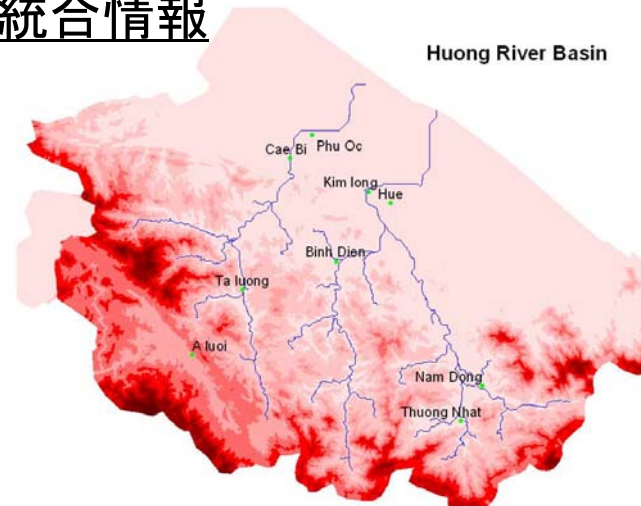 統合情報
Huong River Basin
Phu Oc
Cae Bi
Kim long
Hue
Binh Dien
Ta luong
A luoi
Nam Dong
Thuong Nhat